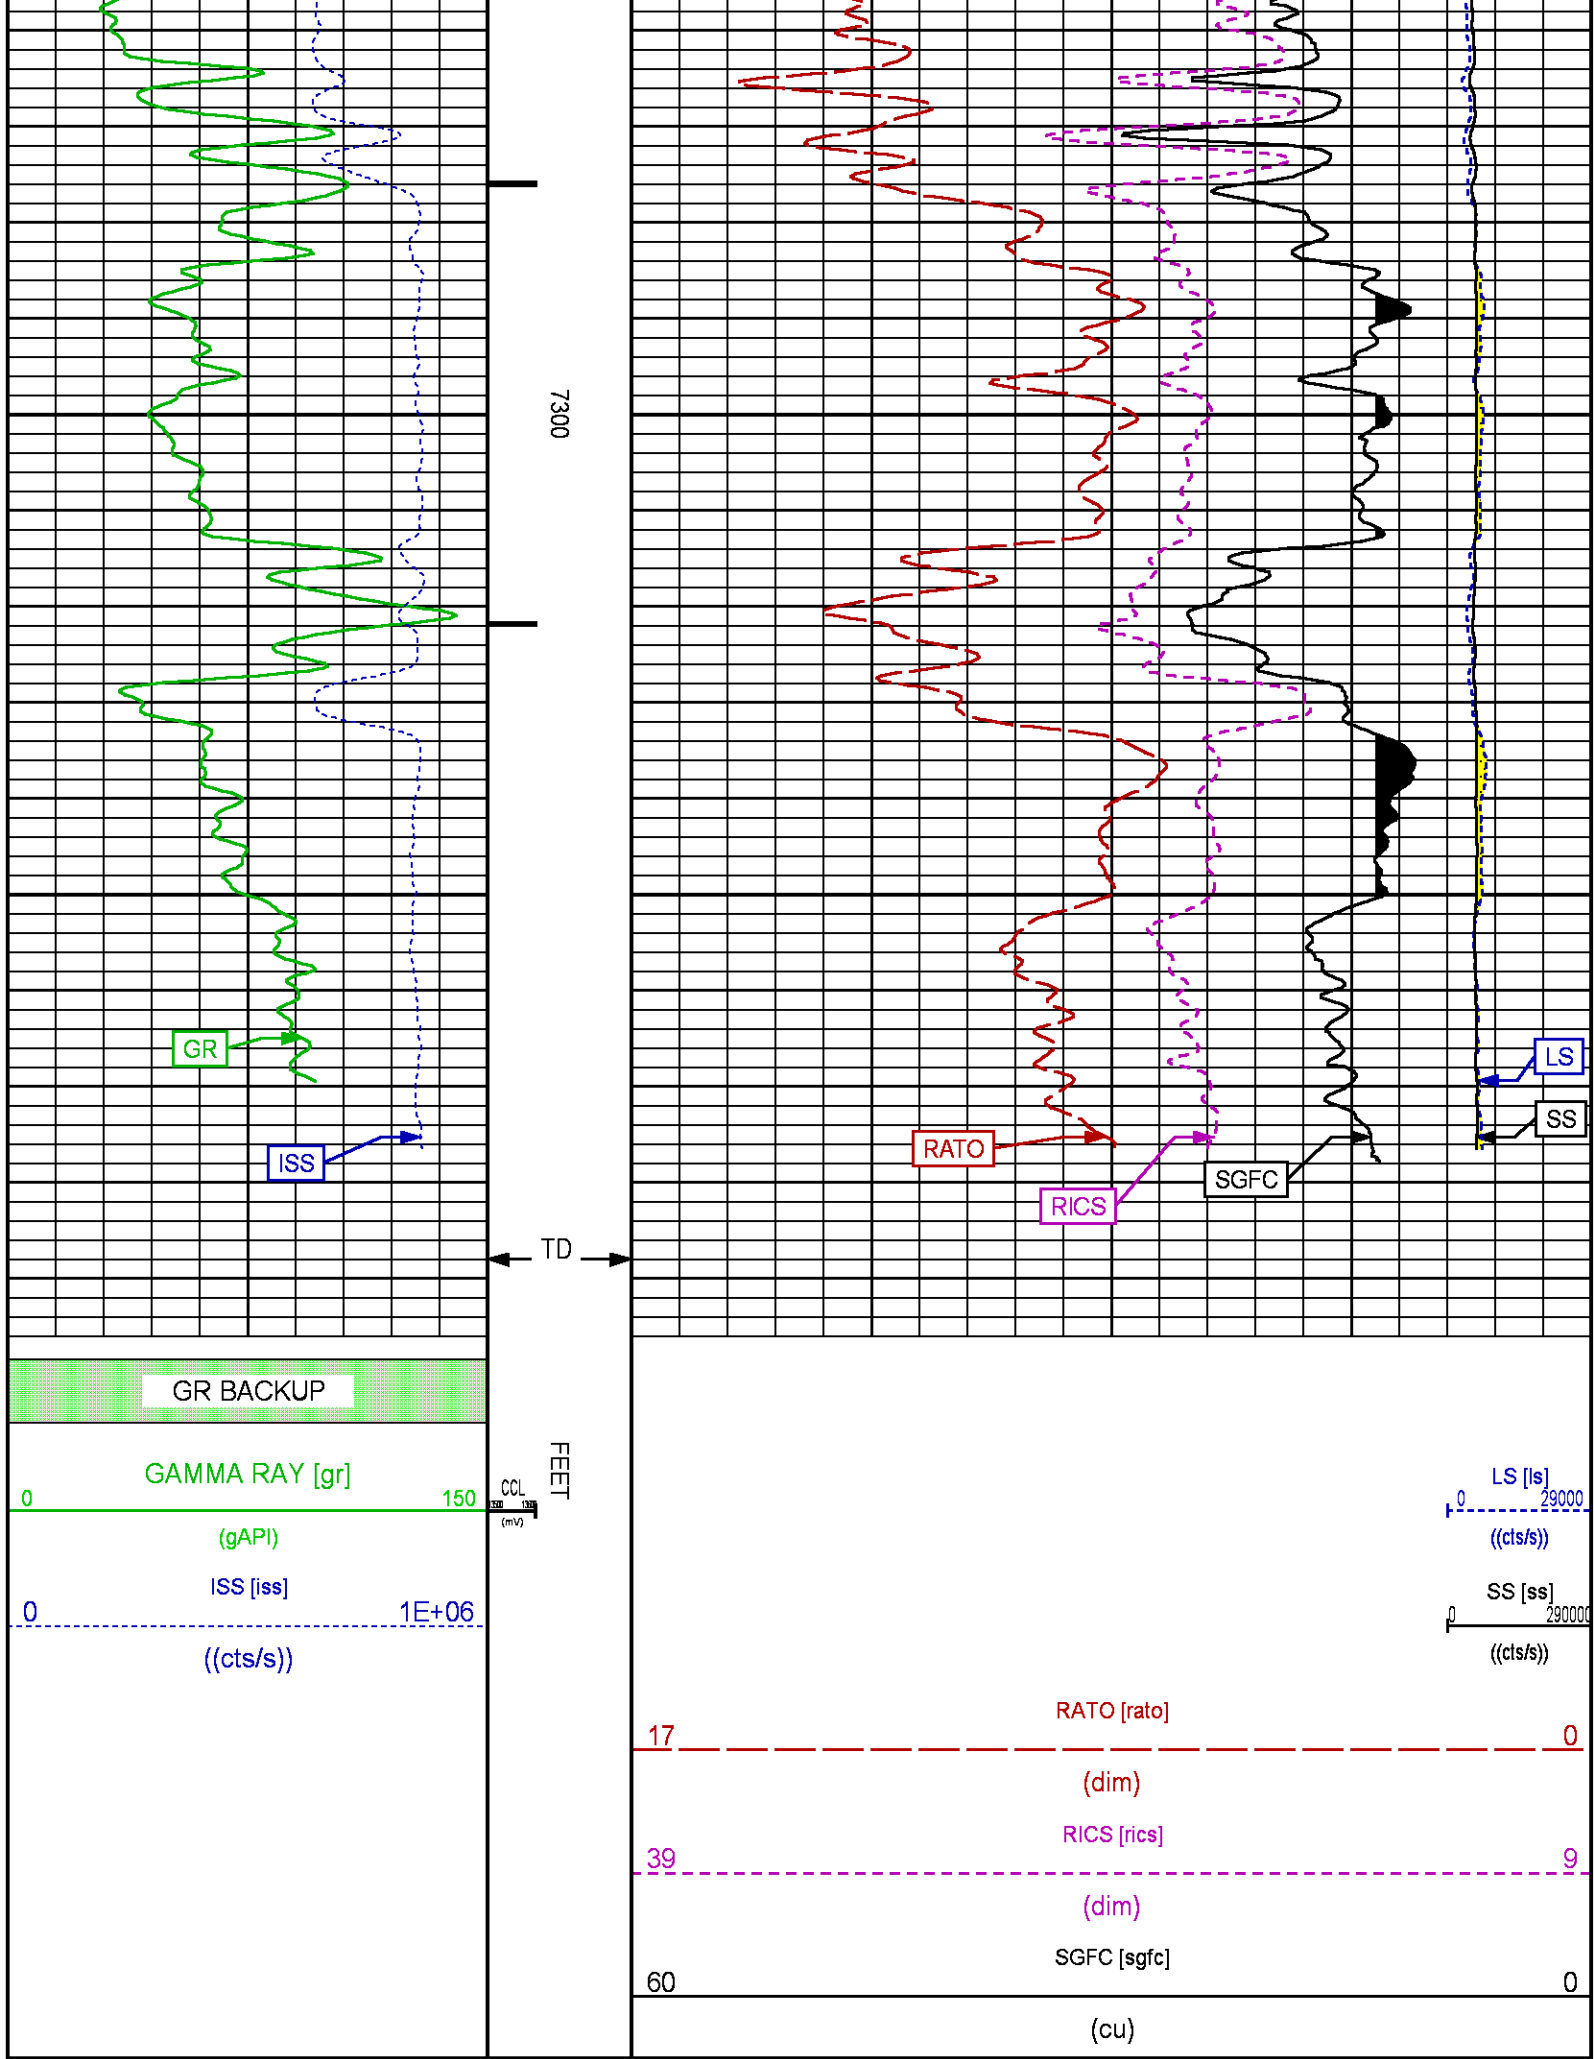 7300
GR
LS
SS
ISS
RATO
SGFC
RICS
TD
GR BACKUP
FEET
GAMMA RAY [gr]
0 150
(gAPI)
CCL
(mV)
LS [ls]
0 29000
((cts/s))
ISS [iss]
0 1E+06
((cts/s))
SS [ss]
0 290000
((cts/s))
RATO [rato]
17 0
(dim)
RICS [rics]
39 9
(dim)
SGFC [sgfc]
60 0
(cu)